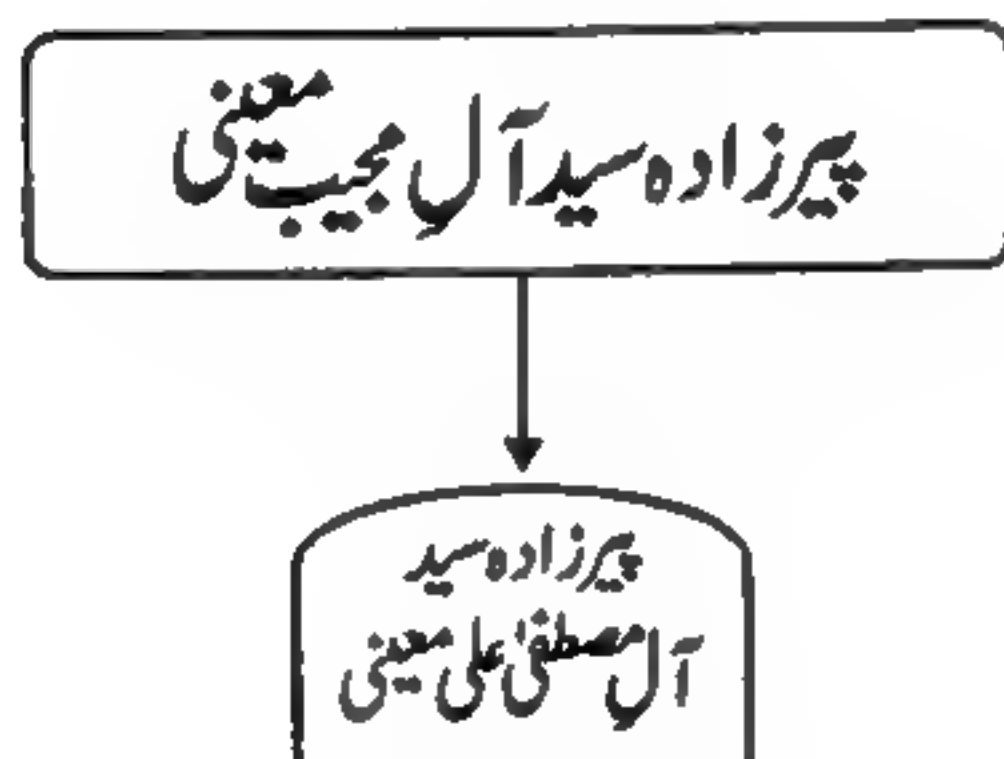 پیرزادہ سید آلِ مجیب معینی
پیرزادہ سید
آلِ مصطفیٰ علی معینی